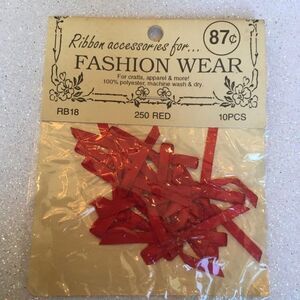 87¢
Ribbon accessories for...
FASHION WEAR
For crafts, apparel & more!
100% polyester, machine wash & dry.
RB18
250 RED
10PCS